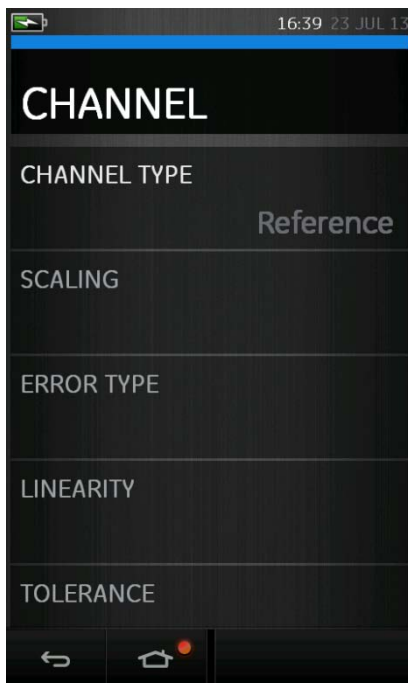 16:39 23 JUL 13
CHANNEL
CHANNEL TYPE
Reference
SCALING
ERROR TYPE
LINEARITY
TOLERANCE